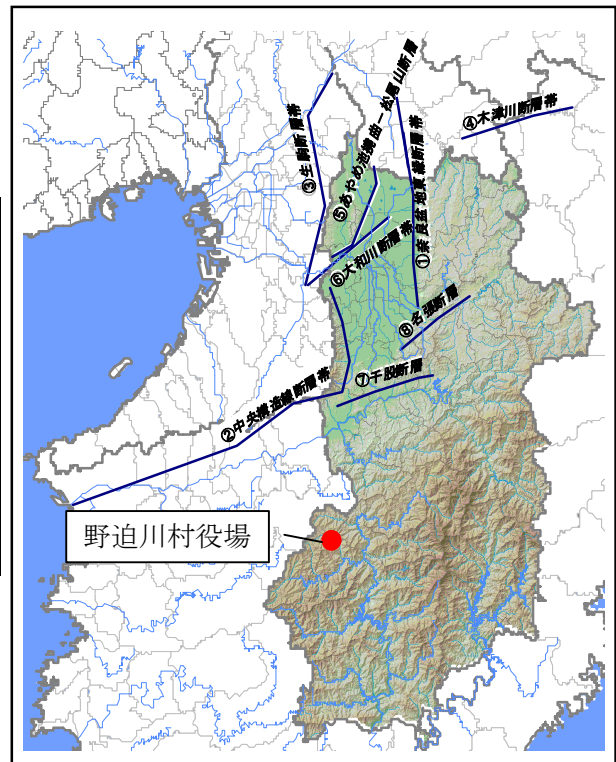 ④木津川断層帯
⑤あやめ池撓曲－松尾山断層
③生駒断層帯
①奈良盆地東縁断層帯
⑥大和川断層帯
⑧名張断層
⑦千股断層
②中央構造線断層帯
野迫川村役場